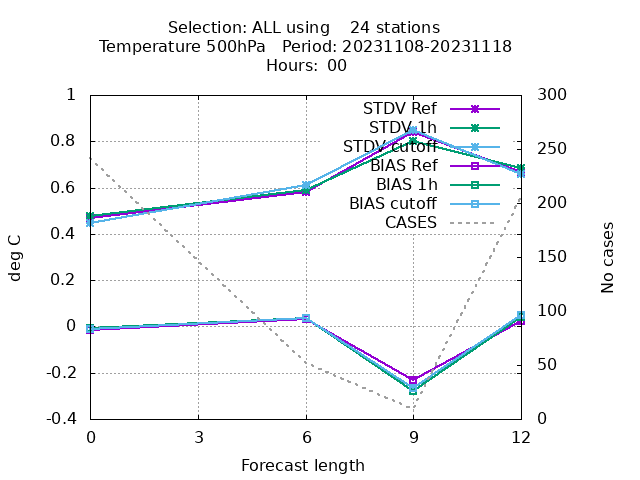 Selection: ALL using    24 stations
Temperature 500hPa   Period: 20231108-20231118
Hours: 00
STDV Ref
STDV 1h
STDV cutoff
BIAS Ref
BIAS 1h
BIAS cutoff
CASES
1
0.8
0.6
0.4
0.2
0
-0.2
-0.4
deg C
300
250
200
150
100
50
0
No cases
0 3 6 9 12
Forecast length